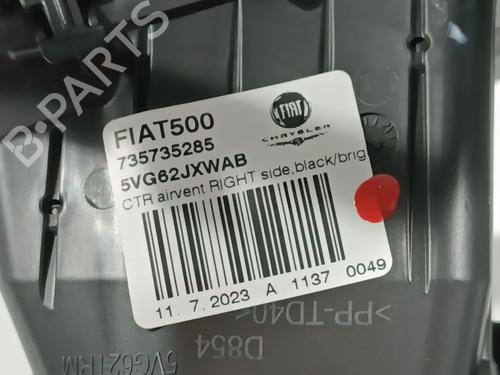 B-PARTS
FIAT500
735735285
5VG62JXWAB
CTR airvent RIGHT side,black/brig
FIAT
CHRYSLER
11. 7. 2023 A 1137 0049
>PP-TD40<
D854
5VG621RM